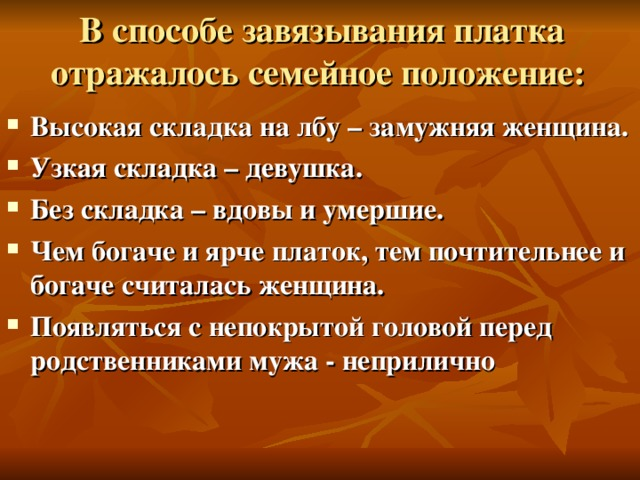 В способе завязывания платка
отражалось семейное положение:
Высокая складка на лбу – замужняя женщина.
Узкая складка – девушка.
Без складка – вдовы и умершие.
Чем богаче и ярче платок, тем почтительнее и
богаче считалась женщина.
Появляться с непокрытой головой перед
родственниками мужа - неприлично